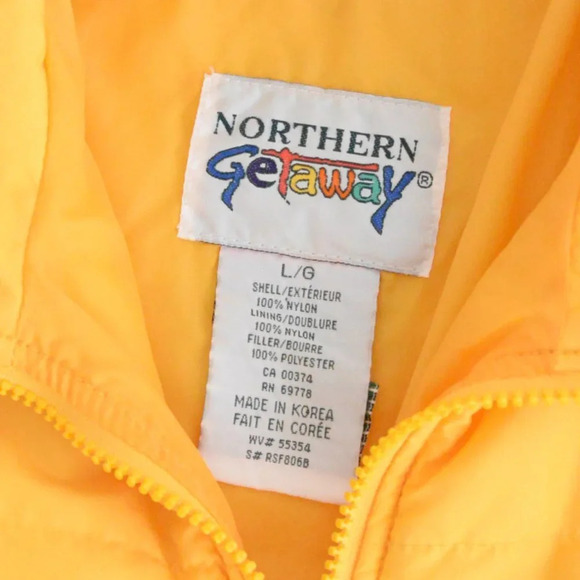 NORTHERN
Getaway®
L/G
SHELL/EXTÉRIEUR
100% NYLON
LINING/DOUBLURE
100% NYLON
FILLER/BOURRE
100% POLYESTER
CA 00374
RN 69778
MADE IN KOREA
FAIT EN CORÉE
WV# 55354
S# RSF806B